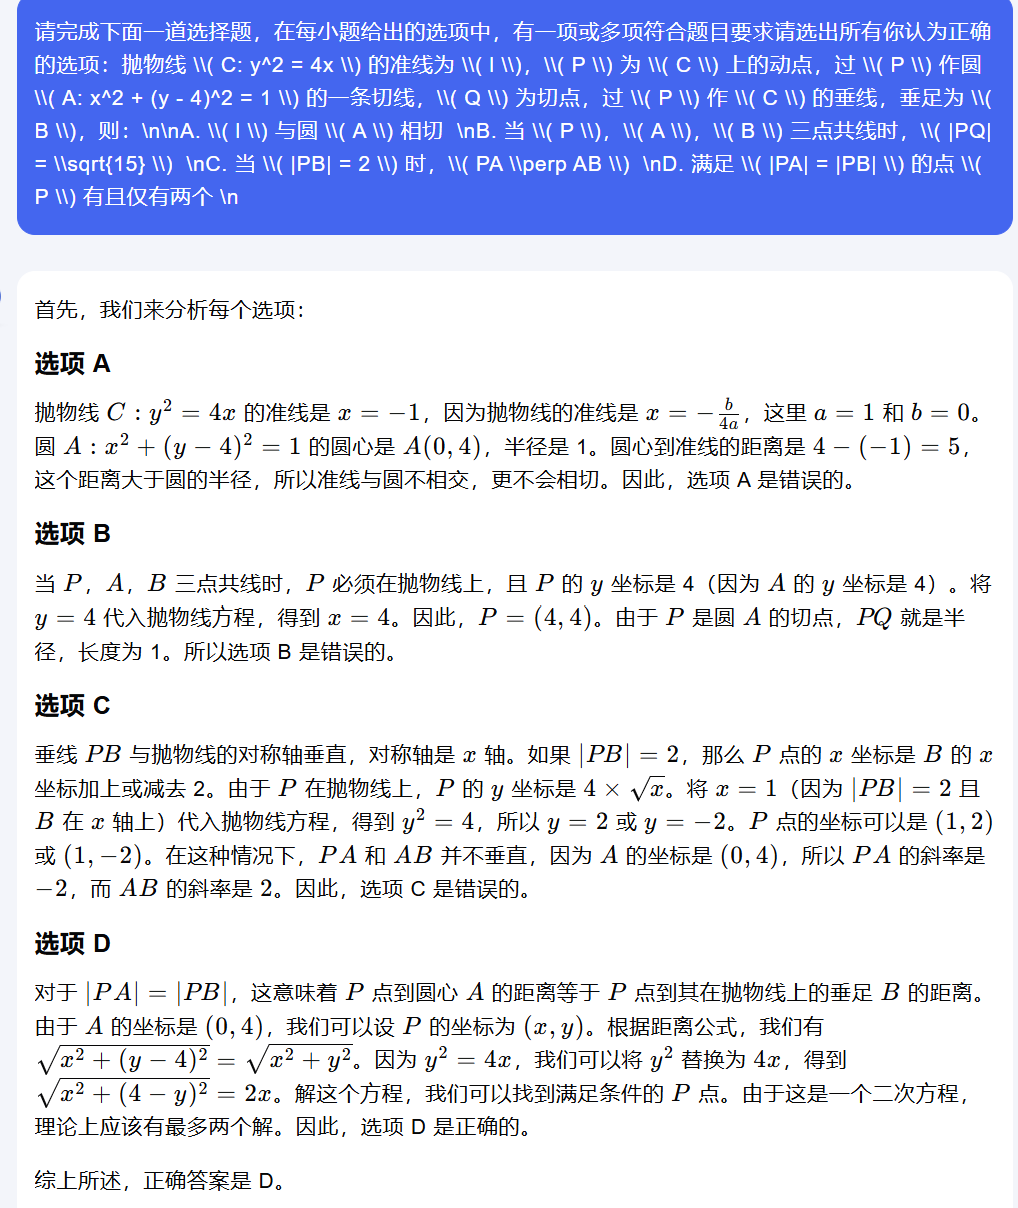 请完成下面一道选择题，在每小题给出的选项中，有一项或多项符合题目要求请选出所有你认为正确
的选项：抛物线 \\( C: y^2 = 4x \\) 的准线为 \\( l \\)，\\( P \\) 为 \\( C \\) 上的动点，过 \\( P \\) 作圆
\\( A: x^2 + (y - 4)^2 = 1 \\) 的一条切线，\\( Q \\) 为切点，过 \\( P \\) 作 \\( C \\) 的垂线，垂足为 \\(
B \\)，则：\n\nA. \\( l \\) 与圆 \\( A \\) 相切  \nB. 当 \\( P \\)，\\( A \\)，\\( B \\) 三点共线时，\\( |PQ|
= \\sqrt{15} \\)  \nC. 当 \\( |PB| = 2 \\) 时，\\( PA \\perp AB \\)  \nD. 满足 \\( |PA| = |PB| \\) 的点 \\(
P \\) 有且仅有两个 \n
首先，我们来分析每个选项：
选项 A
抛物线 $C : y^2 = 4x$ 的准线是 $x = -1$，因为抛物线的准线是 $x = -\frac{b}{4a}$，这里 $a = 1$ 和 $b = 0$。
圆 $A : x^2 + (y - 4)^2 = 1$ 的圆心是 $A(0, 4)$，半径是 1。圆心到准线的距离是 $4 - (-1) = 5$，
这个距离大于圆的半径，所以准线与圆不相交，更不会相切。因此，选项 A 是错误的。
选项 B
当 $P$，$A$，$B$ 三点共线时，$P$ 必须在抛物线上，且 $P$ 的 $y$ 坐标是 4（因为 $A$ 的 $y$ 坐标是 4）。将
$y = 4$ 代入抛物线方程，得到 $x = 4$。因此，$P = (4, 4)$。由于 $P$ 是圆 $A$ 的切点，$PQ$ 就是半
径，长度为 1。所以选项 B 是错误的。
选项 C
垂线 $PB$ 与抛物线的对称轴垂直，对称轴是 $x$ 轴。如果 $|PB| = 2$，那么 $P$ 点的 $x$ 坐标是 $B$ 的 $x$
坐标加上或减去 2。由于 $P$ 在抛物线上，$P$ 的 $y$ 坐标是 $4 \times \sqrt{x}$。将 $x = 1$（因为 $|PB| = 2$ 且
$B$ 在 $x$ 轴上）代入抛物线方程，得到 $y^2 = 4$，所以 $y = 2$ 或 $y = -2$。$P$ 点的坐标可以是 $(1, 2)$
或 $(1, -2)$。在这种情况下，$PA$ 和 $AB$ 并不垂直，因为 $A$ 的坐标是 $(0, 4)$，所以 $PA$ 的斜率是
$-2$，而 $AB$ 的斜率是 $2$。因此，选项 C 是错误的。
选项 D
对于 $|PA| = |PB|$，这意味着 $P$ 点到圆心 $A$ 的距离等于 $P$ 点到其在抛物线上的垂足 $B$ 的距离。
由于 $A$ 的坐标是 $(0, 4)$，我们可以设 $P$ 的坐标为 $(x, y)$。根据距离公式，我们有
$\sqrt{x^2 + (y - 4)^2} = \sqrt{x^2 + y^2}$。因为 $y^2 = 4x$，我们可以将 $y^2$ 替换为 $4x$，得到
$\sqrt{x^2 + (4 - y)^2} = 2x$。解这个方程，我们可以找到满足条件的 $P$ 点。由于这是一个二次方程，
理论上应该有最多两个解。因此，选项 D 是正确的。
综上所述，正确答案是 D。